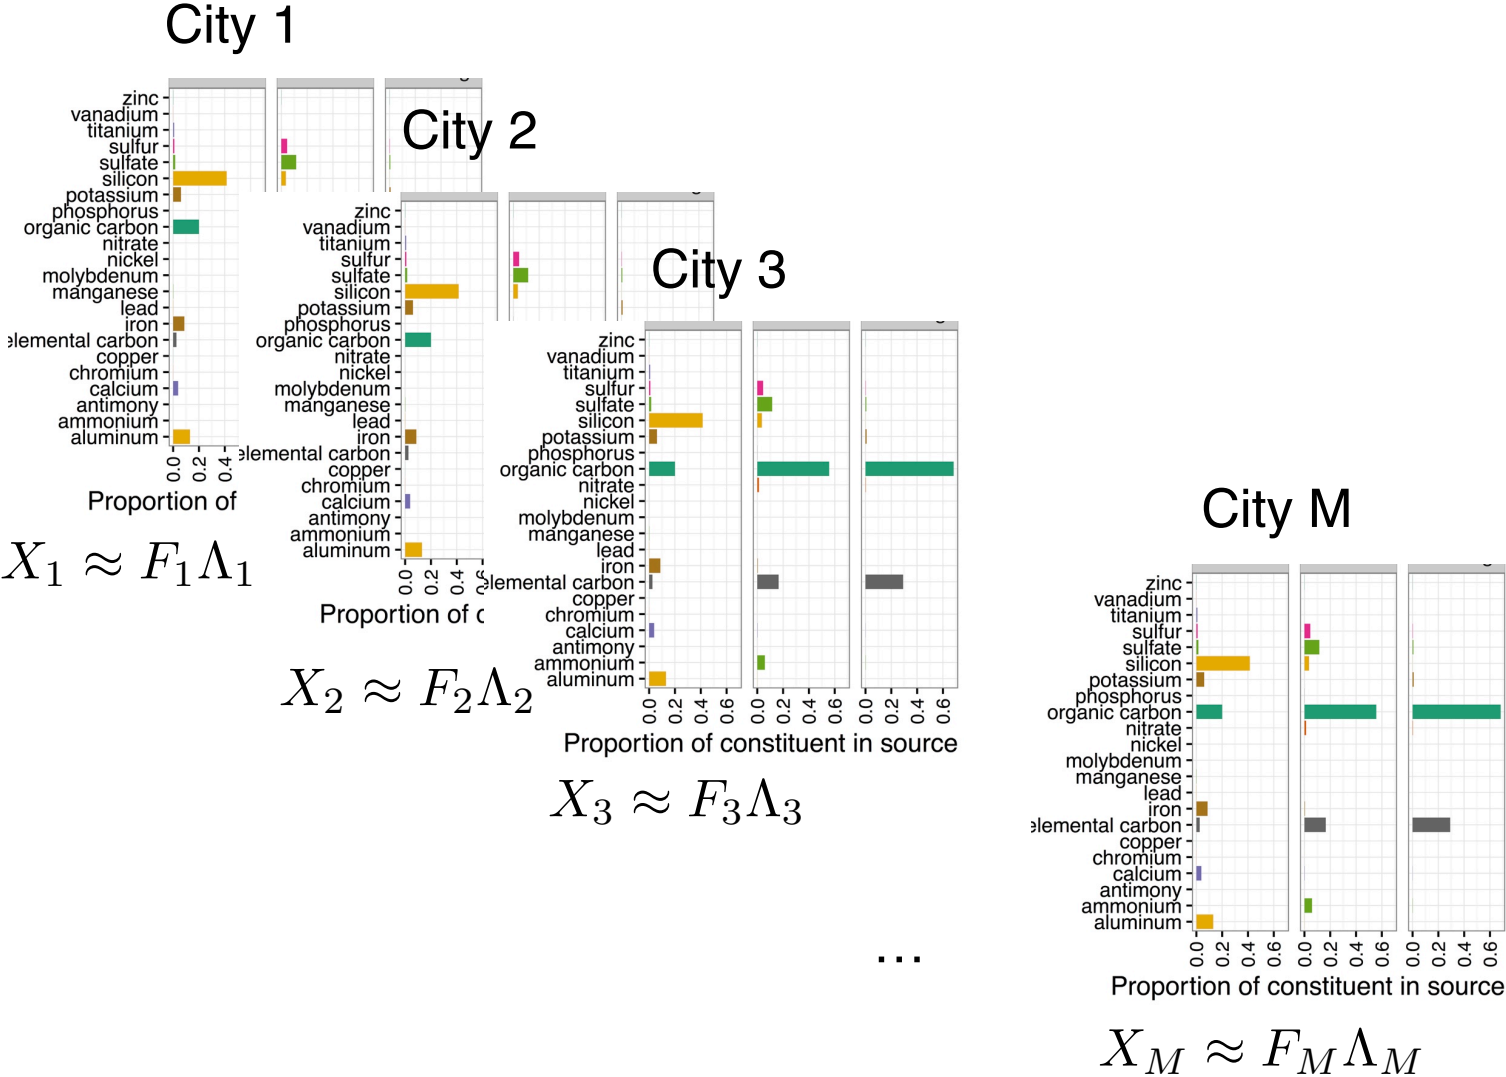 City 1
zinc
vanadium
titanium
sulfur
sulfate
silicon
potassium
phosphorus
organic carbon
nitrate
nickel
molybdenum
manganese
lead
iron
elemental carbon
copper
chromium
calcium
antimony
ammonium
aluminum
0.0 0.2 0.4
Proportion of
X₁ ≈ F₁Λ₁
City 2
zinc
vanadium
titanium
sulfur
sulfate
silicon
potassium
phosphorus
organic carbon
nitrate
nickel
molybdenum
manganese
lead
iron
elemental carbon
copper
chromium
calcium
antimony
ammonium
aluminum
0.0 0.2 0.4
Proportion of
X₂ ≈ F₂Λ₂
City 3
zinc
vanadium
titanium
sulfur
sulfate
silicon
potassium
phosphorus
organic carbon
nitrate
nickel
molybdenum
manganese
lead
iron
elemental carbon
copper
chromium
calcium
antimony
ammonium
aluminum
0.0 0.2 0.4 0.6 0.0 0.2 0.4 0.6 0.0 0.2 0.4 0.6
Proportion of constituent in source
X₃ ≈ F₃Λ₃
...
City M
zinc
vanadium
titanium
sulfur
sulfate
silicon
potassium
phosphorus
organic carbon
nitrate
nickel
molybdenum
manganese
lead
iron
elemental carbon
copper
chromium
calcium
antimony
ammonium
aluminum
0.0 0.2 0.4 0.6 0.0 0.2 0.4 0.6 0.0 0.2 0.4 0.6
Proportion of constituent in source
X_M ≈ F_MΛ_M